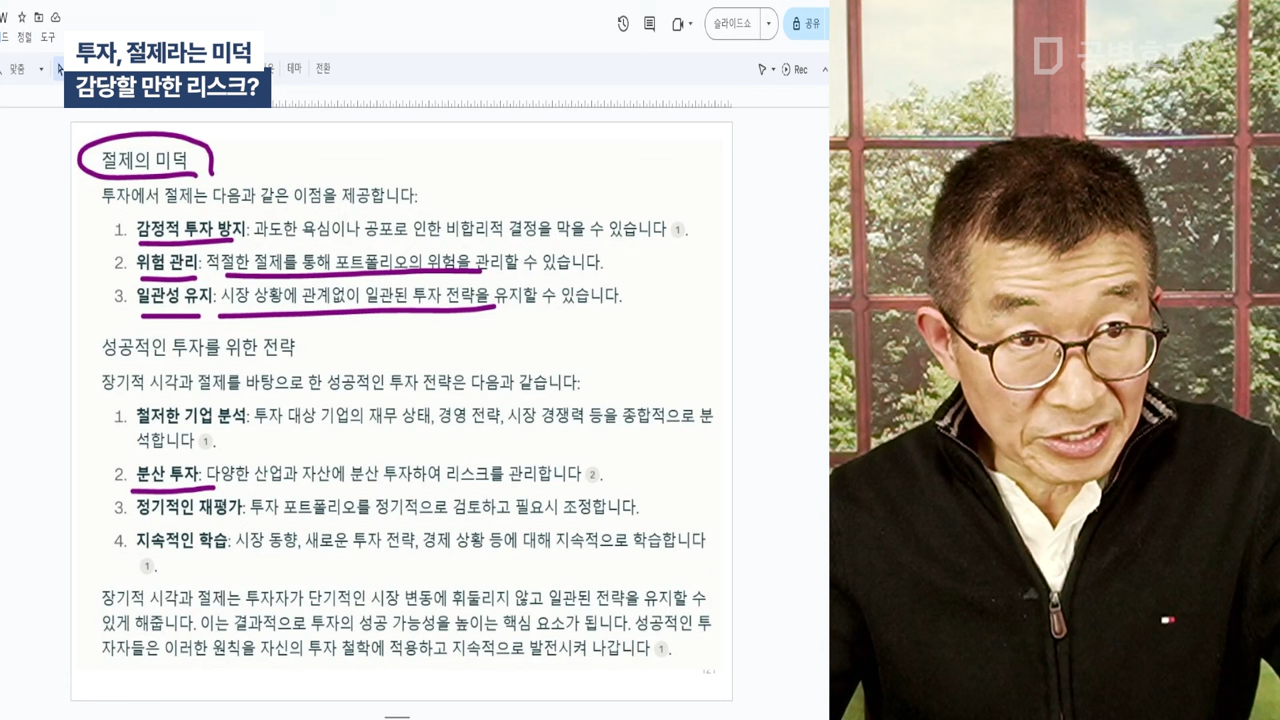 투자, 절제라는 미덕
감당할 만한 리스크?
도구
맞춤
테마
전환
슬라이드쇼
공유
Rec
절제의 미덕
투자에서 절제는 다음과 같은 이점을 제공합니다:
1. 감정적 투자 방지: 과도한 욕심이나 공포로 인한 비합리적 결정을 막을 수 있습니다 1.
2. 위험 관리: 적절한 절제를 통해 포트폴리오의 위험을 관리할 수 있습니다.
3. 일관성 유지: 시장 상황에 관계없이 일관된 투자 전략을 유지할 수 있습니다.
성공적인 투자를 위한 전략
장기적 시각과 절제를 바탕으로 한 성공적인 투자 전략은 다음과 같습니다:
1. 철저한 기업 분석: 투자 대상 기업의 재무 상태, 경영 전략, 시장 경쟁력 등을 종합적으로 분
석합니다 1.
2. 분산 투자: 다양한 산업과 자산에 분산 투자하여 리스크를 관리합니다 2.
3. 정기적인 재평가: 투자 포트폴리오를 정기적으로 검토하고 필요시 조정합니다.
4. 지속적인 학습: 시장 동향, 새로운 투자 전략, 경제 상황 등에 대해 지속적으로 학습합니다
1.
장기적 시각과 절제는 투자자가 단기적인 시장 변동에 휘둘리지 않고 일관된 전략을 유지할 수
있게 해줍니다. 이는 결과적으로 투자의 성공 가능성을 높이는 핵심 요소가 됩니다. 성공적인 투
자자들은 이러한 원칙을 자신의 투자 철학에 적용하고 지속적으로 발전시켜 나갑니다 1.